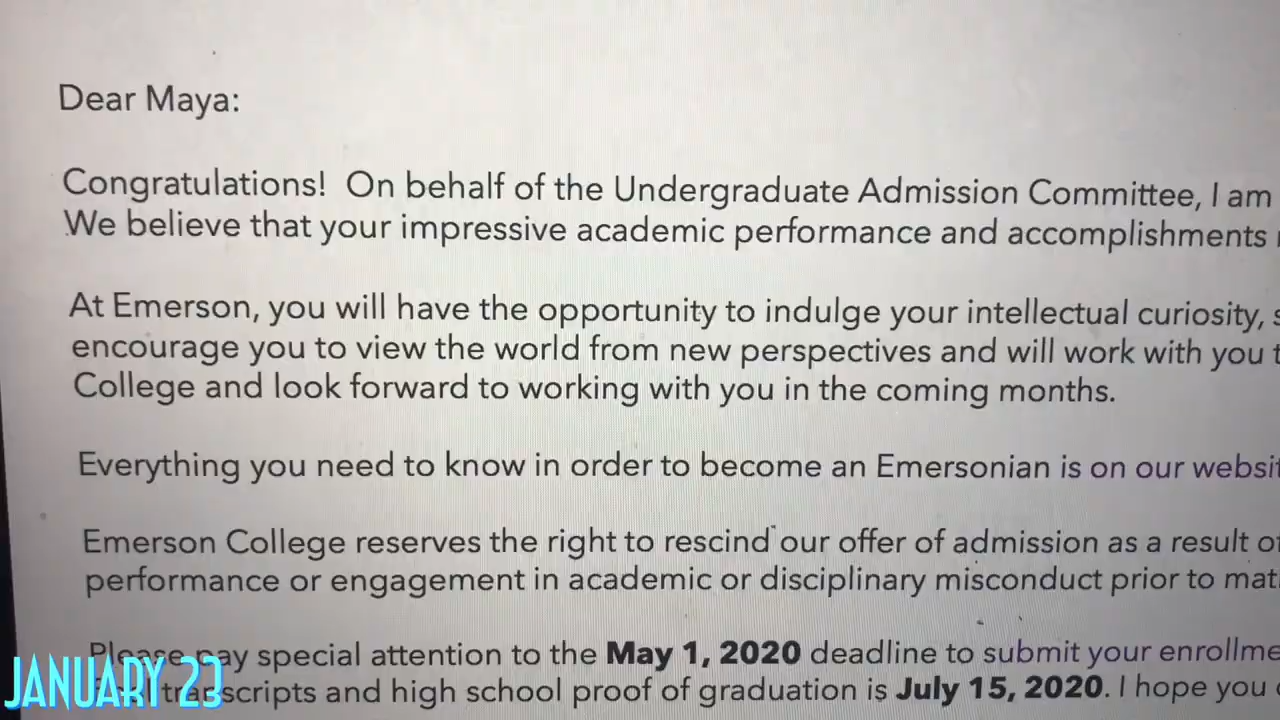 Dear Maya:
Congratulations! On behalf of the Undergraduate Admission Committee, I am
We believe that your impressive academic performance and accomplishments
At Emerson, you will have the opportunity to indulge your intellectual curiosity,
encourage you to view the world from new perspectives and will work with you
College and look forward to working with you in the coming months.
Everything you need to know in order to become an Emersonian is on our websit
Emerson College reserves the right to rescind our offer of admission as a result of
performance or engagement in academic or disciplinary misconduct prior to mat
Please pay special attention to the May 1, 2020 deadline to submit your enrollme
transcripts and high school proof of graduation is July 15, 2020. I hope you
JANUARY 23